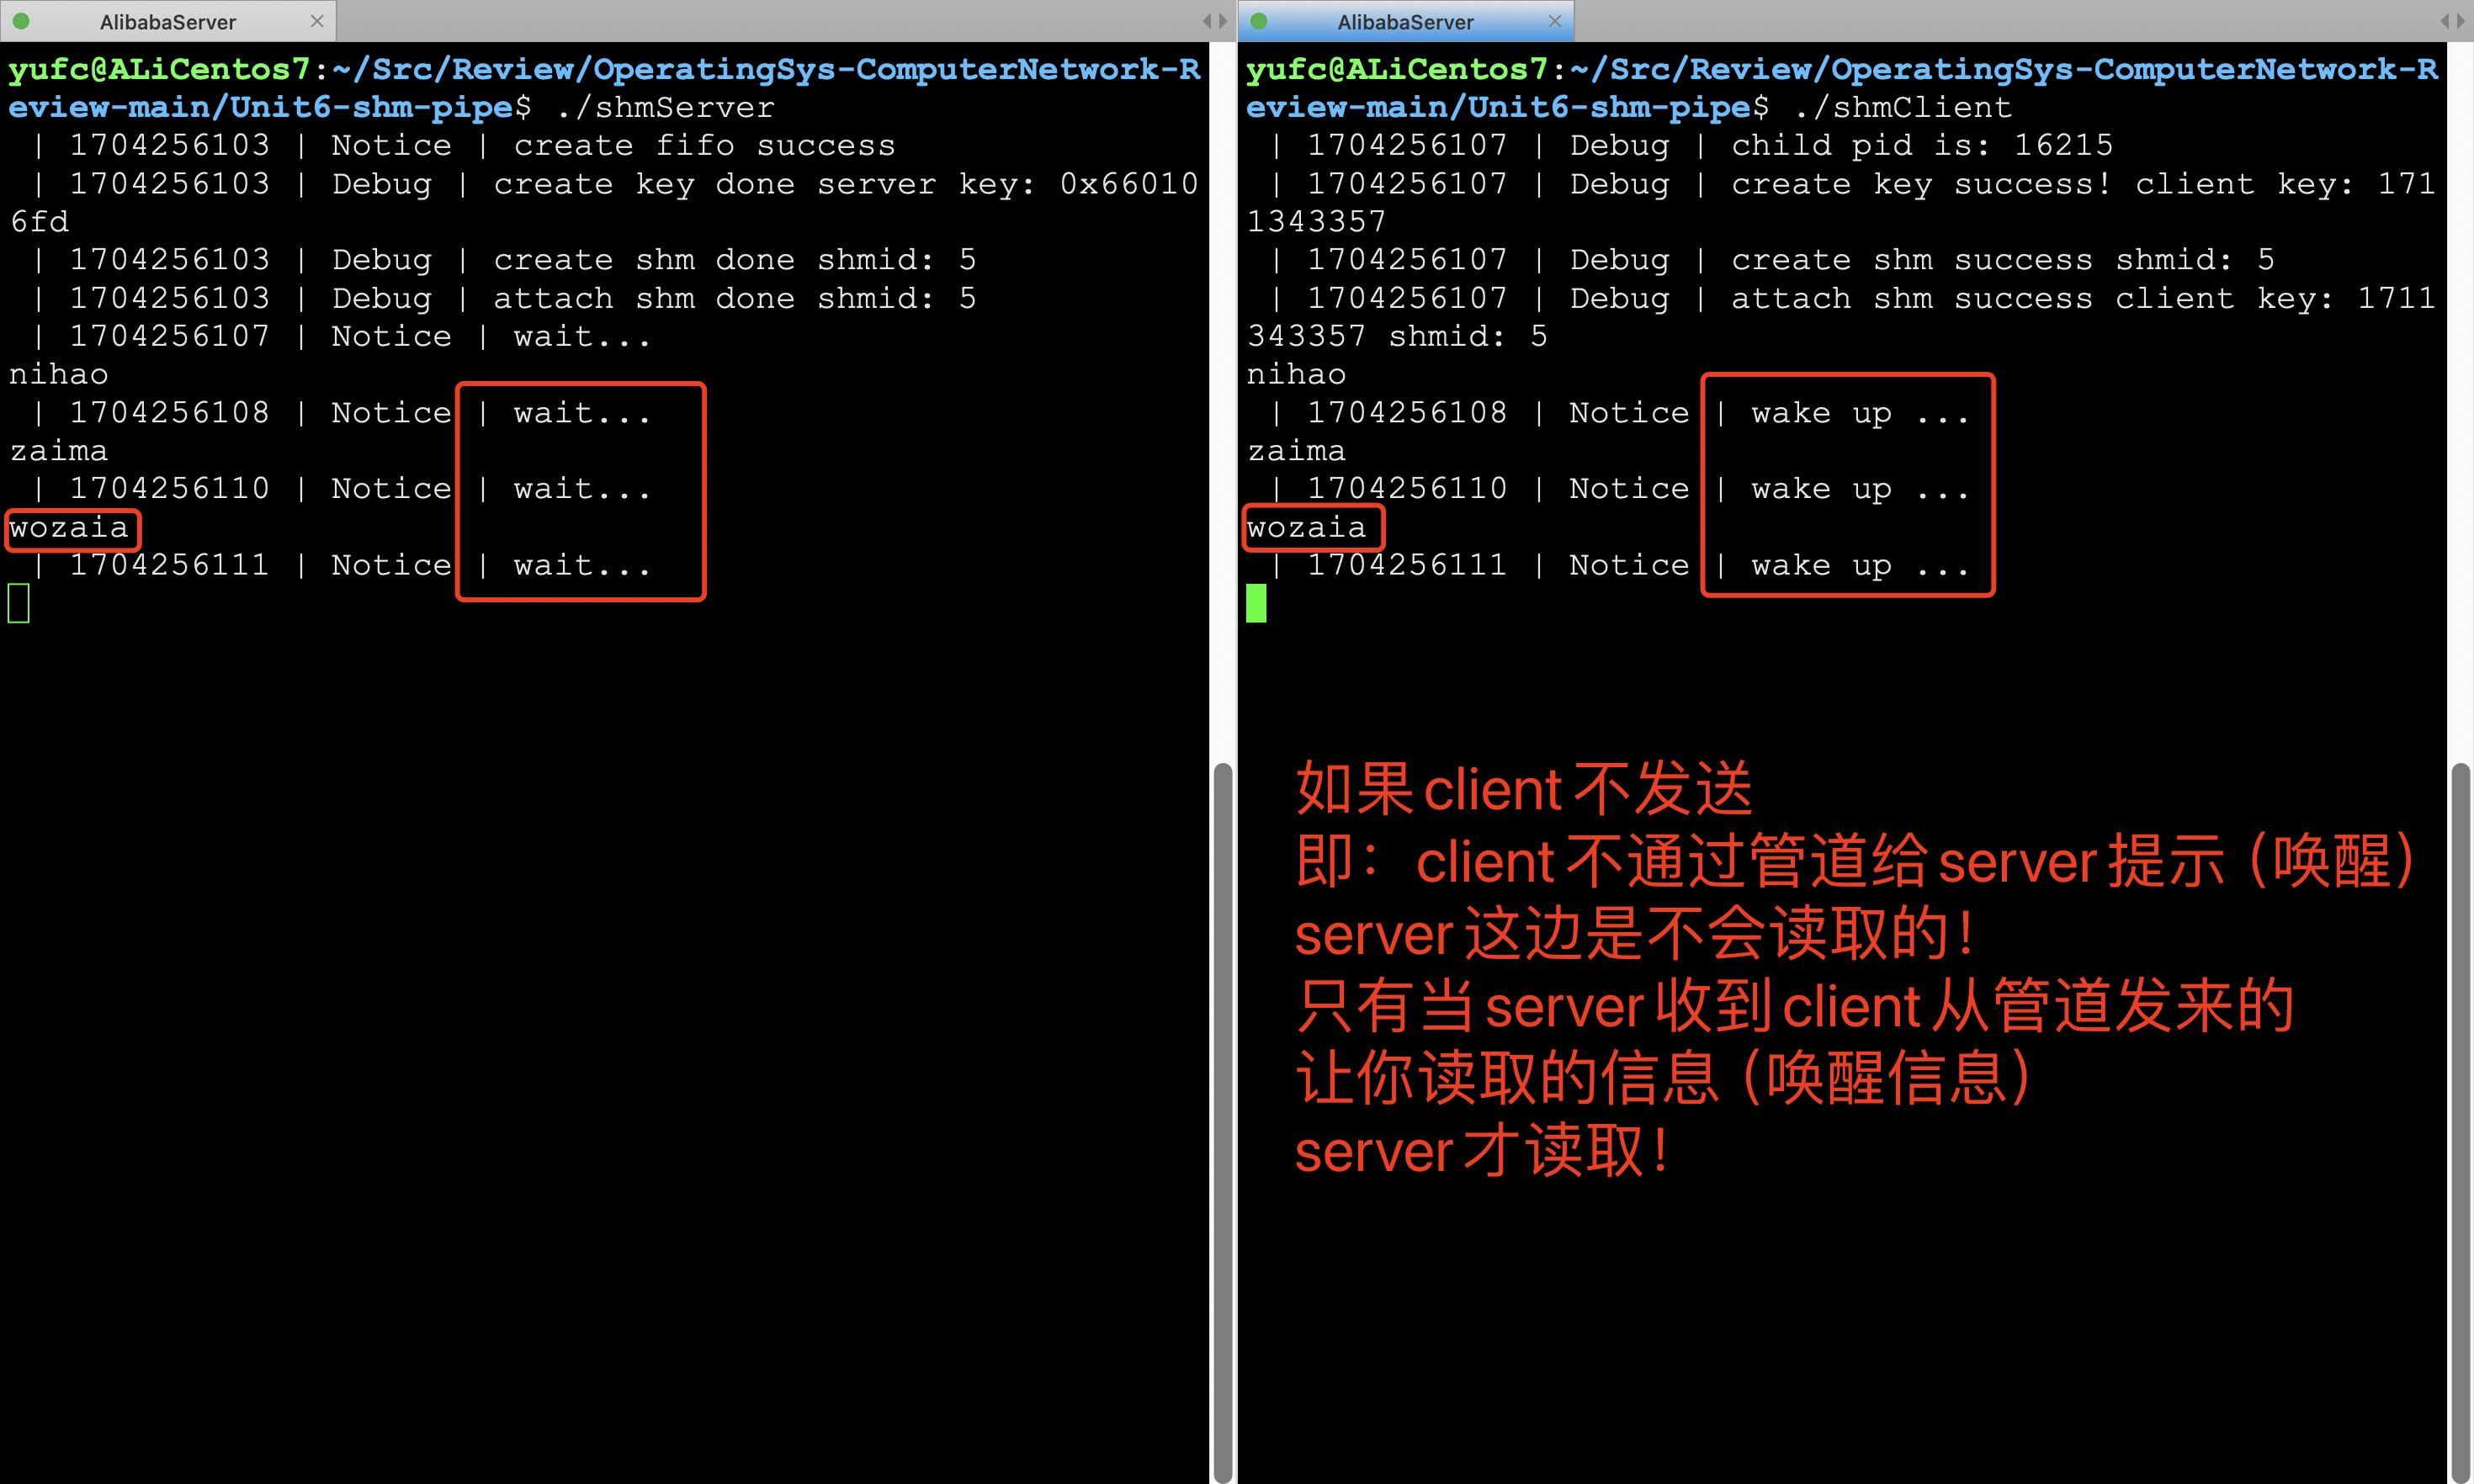 AlibabaServer
yufc@ALiCentos7:~/Src/Review/OperatingSys-ComputerNetwork-R
eview-main/Unit6-shm-pipe$ ./shmServer
| 1704256103 | Notice | create fifo success
| 1704256103 | Debug | create key done server key: 0x66010
6fd
| 1704256103 | Debug | create shm done shmid: 5
| 1704256103 | Debug | attach shm done shmid: 5
| 1704256107 | Notice | wait...
nihao
| 1704256108 | Notice | wait...
zaima
| 1704256110 | Notice | wait...
wozaia
| 1704256111 | Notice | wait...
AlibabaServer
yufc@ALiCentos7:~/Src/Review/OperatingSys-ComputerNetwork-R
eview-main/Unit6-shm-pipe$ ./shmClient
| 1704256107 | Debug | child pid is: 16215
| 1704256107 | Debug | create key success! client key: 171
1343357
| 1704256107 | Debug | create shm success shmid: 5
| 1704256107 | Debug | attach shm success client key: 1711
343357 shmid: 5
nihao
| 1704256108 | Notice | wake up ...
zaima
| 1704256110 | Notice | wake up ...
wozaia
| 1704256111 | Notice | wake up ...
如果client不发送
即：client不通过管道给server提示（唤醒）
server这边是不会读取的！
只有当server收到client从管道发来的
让你读取的信息（唤醒信息）
server才读取！